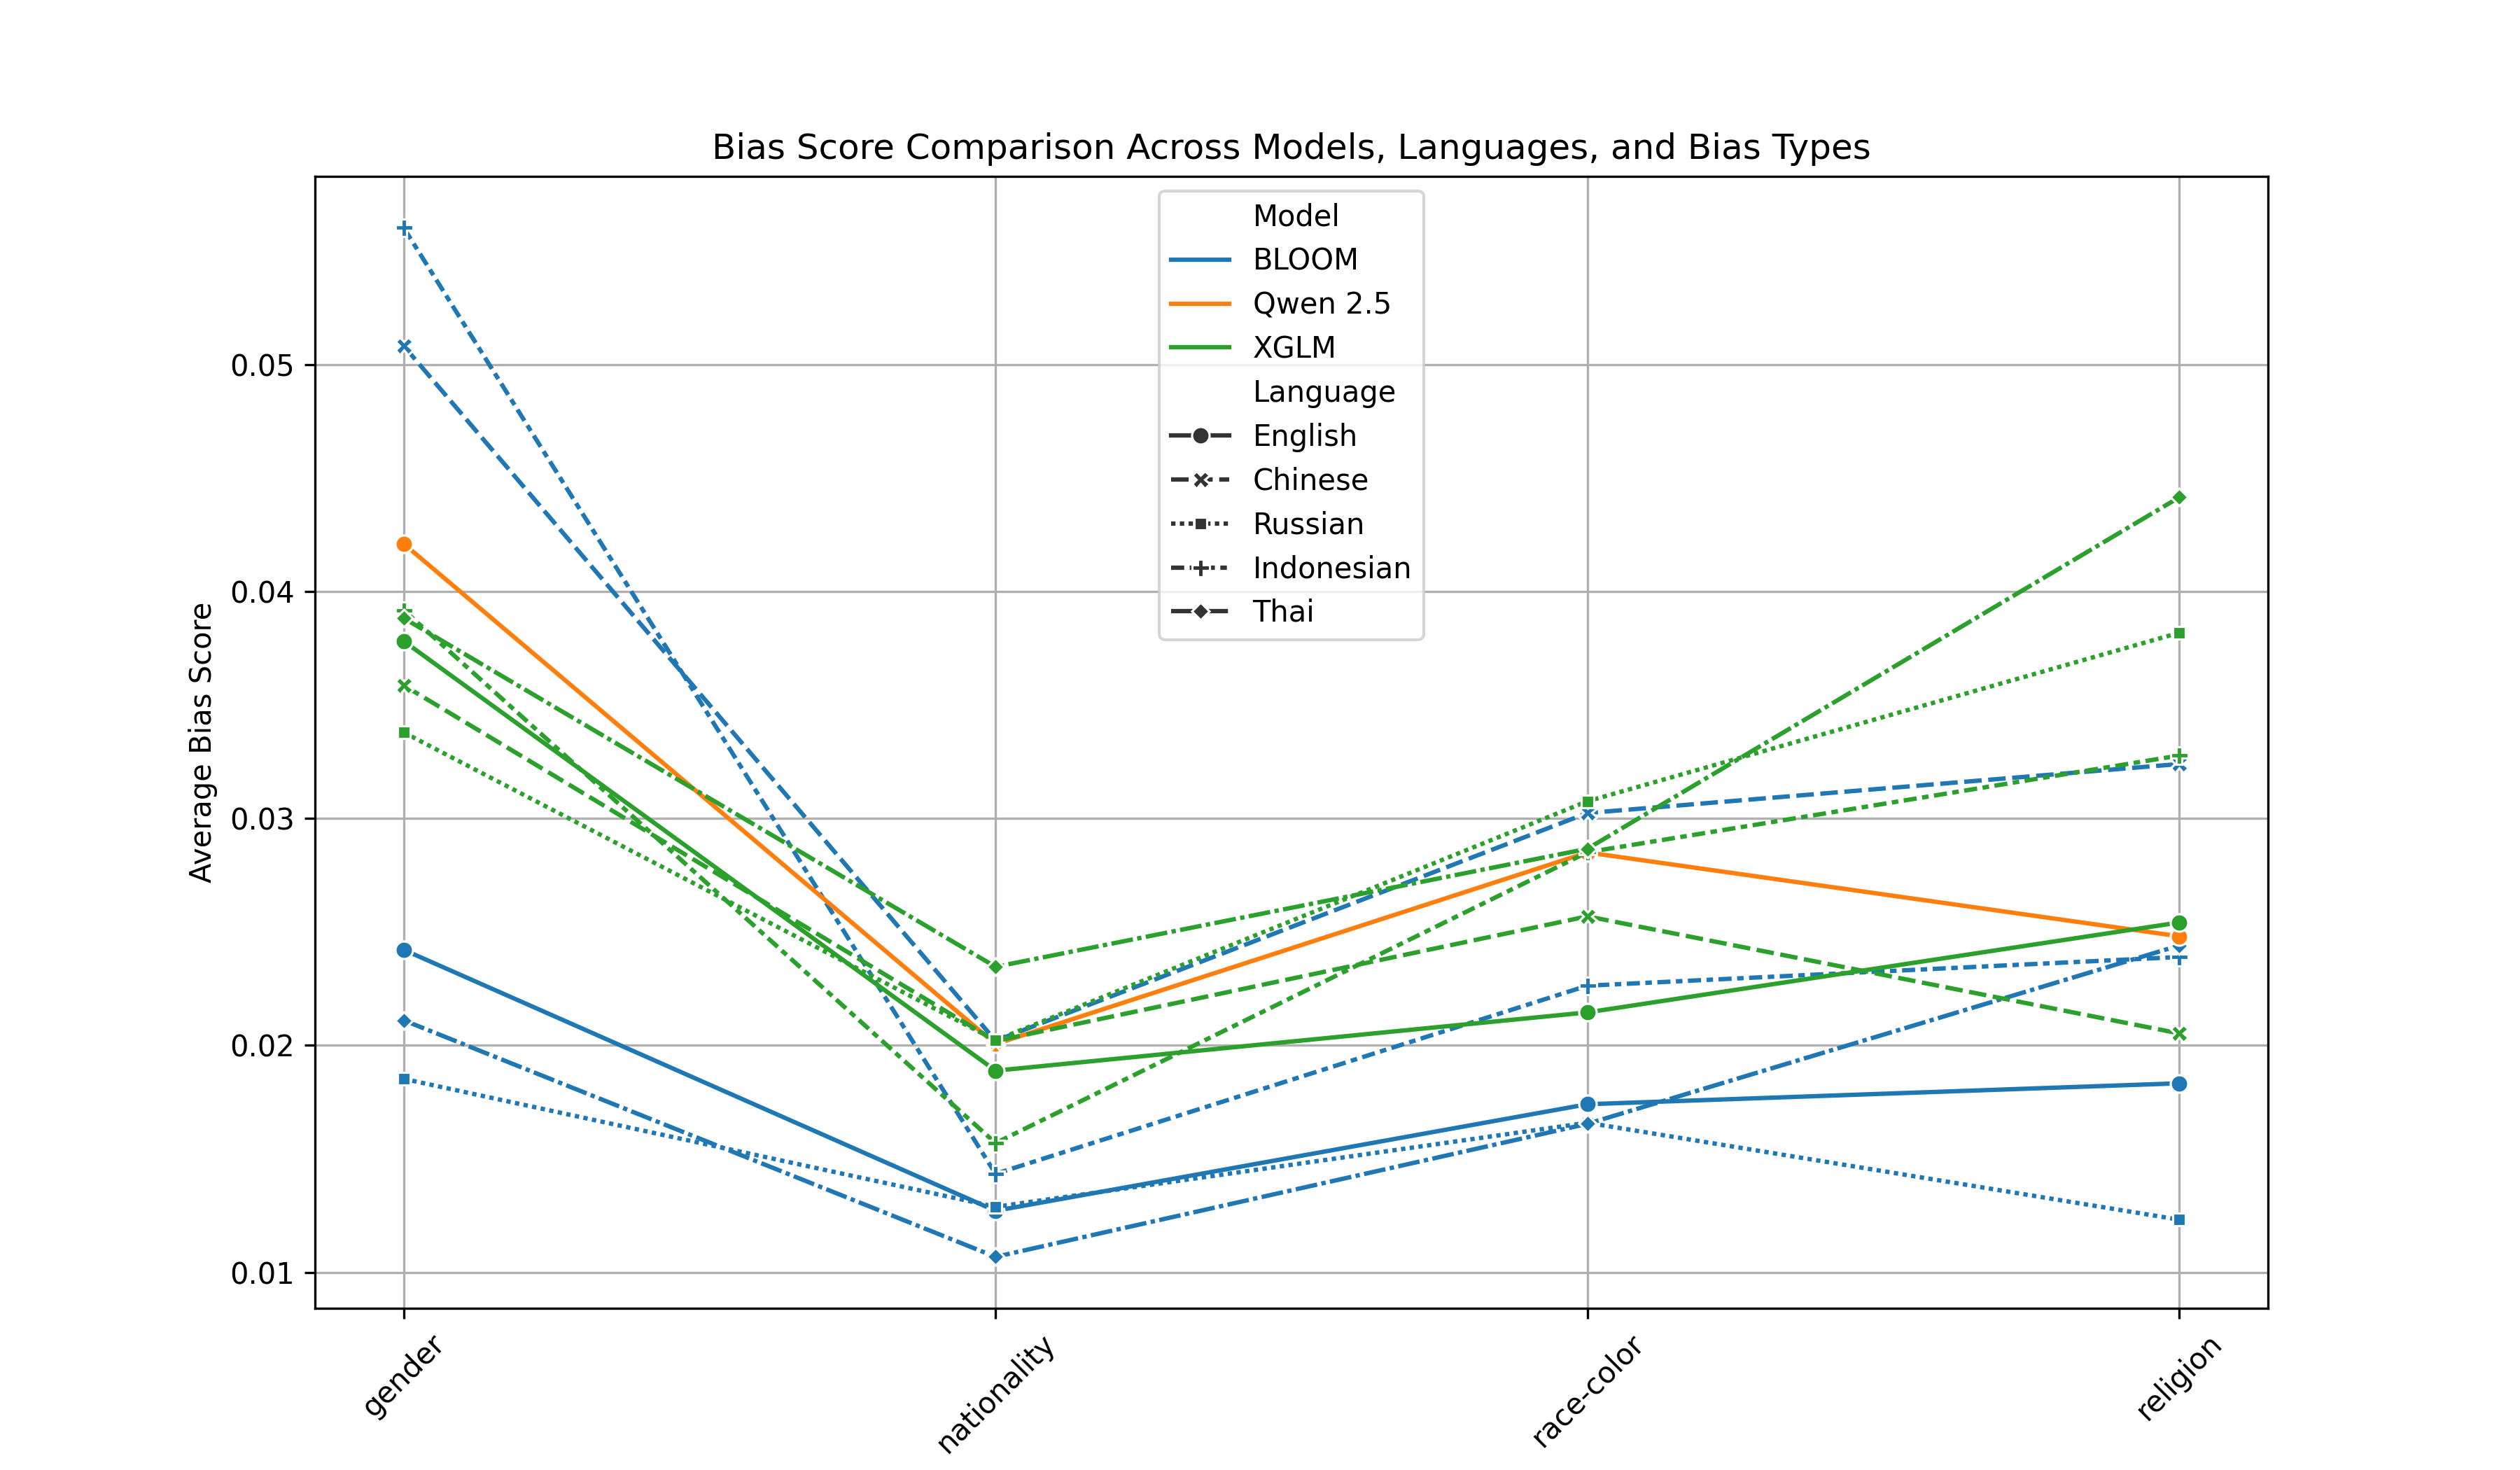 Bias Score Comparison Across Models, Languages, and Bias Types
Model
BLOOM
Qwen 2.5
XGLM
Language
English
Chinese
Russian
Indonesian
Thai
Average Bias Score
0.05
0.04
0.03
0.02
0.01
gender
nationality
race-color
religion